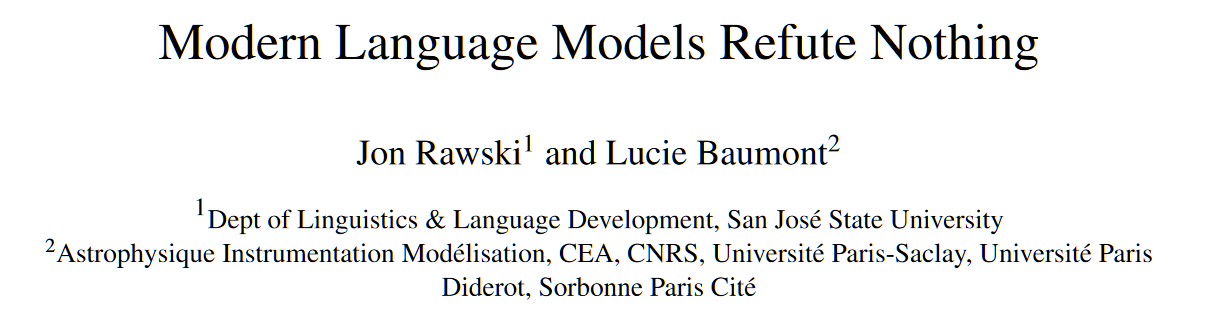 Modern Language Models Refute Nothing
Jon Rawski¹ and Lucie Baumont²
¹Dept of Linguistics & Language Development, San José State University
²Astrophysique Instrumentation Modélisation, CEA, CNRS, Université Paris-Saclay, Université Paris
Diderot, Sorbonne Paris Cité